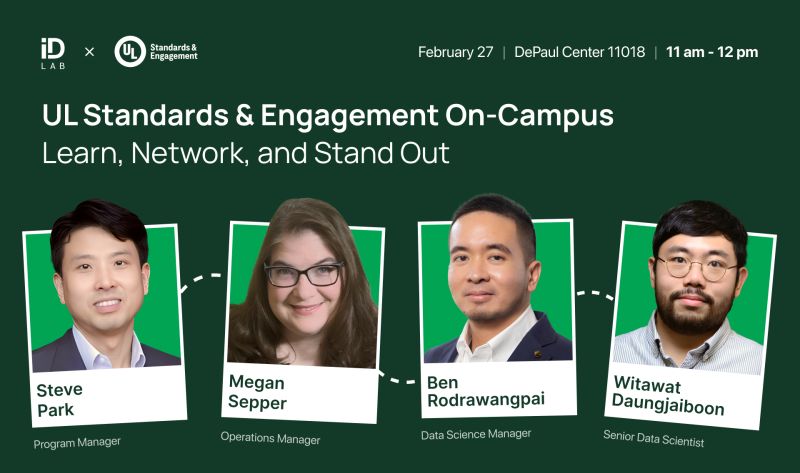 iD
LAB
×
UL
Standards &
Engagement
February 27 | DePaul Center 11018 | 11 am - 12 pm
UL Standards & Engagement On-Campus
Learn, Network, and Stand Out
Steve
Park
Program Manager
Megan
Sepper
Operations Manager
Ben
Rodrawangpai
Data Science Manager
Witawat
Daungjaiboon
Senior Data Scientist